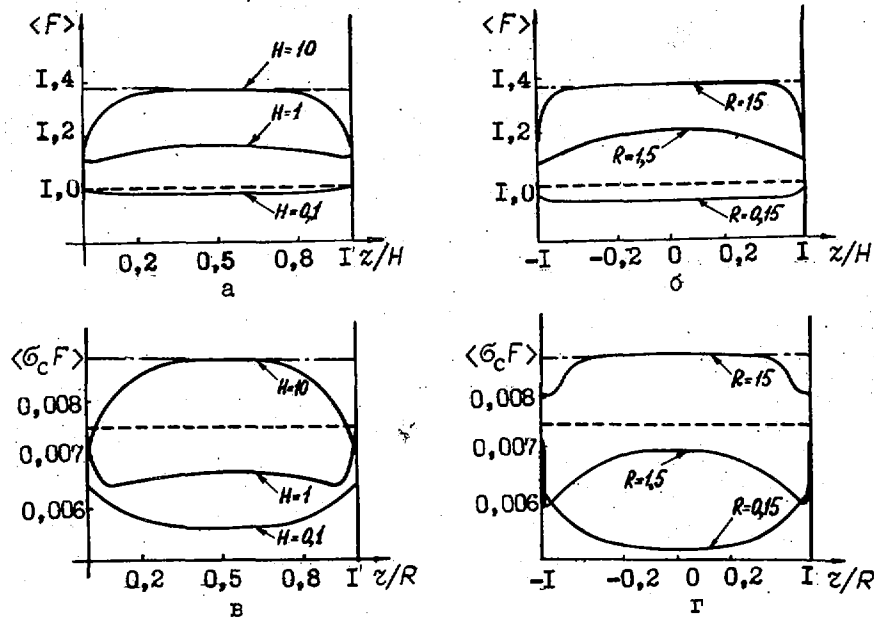 <F>
I,4
I,2
I,0
H=10
H=1
H=0,1
0,2 0,5 0,8 I z/H
а
<F>
I,4
I,2
I,0
R=15
R=1,5
R=0,15
-I -0,2 0 0,2 I z/H
б
<σcF>
0,008
0,007
0,006
H=10
H=1
H=0,1
0,2 0,5 0,8 I z/R
в
<σcF>
0,008
0,007
0,006
R=15
R=1,5
R=0,15
-I -0,2 0 0,2 I z/R
г